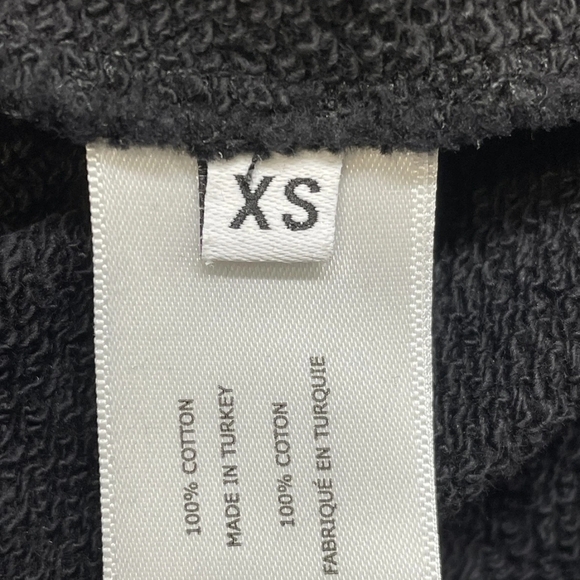 XS
100% COTTON
MADE IN TURKEY
100% COTON
FABRIQUÉ EN TURQUIE